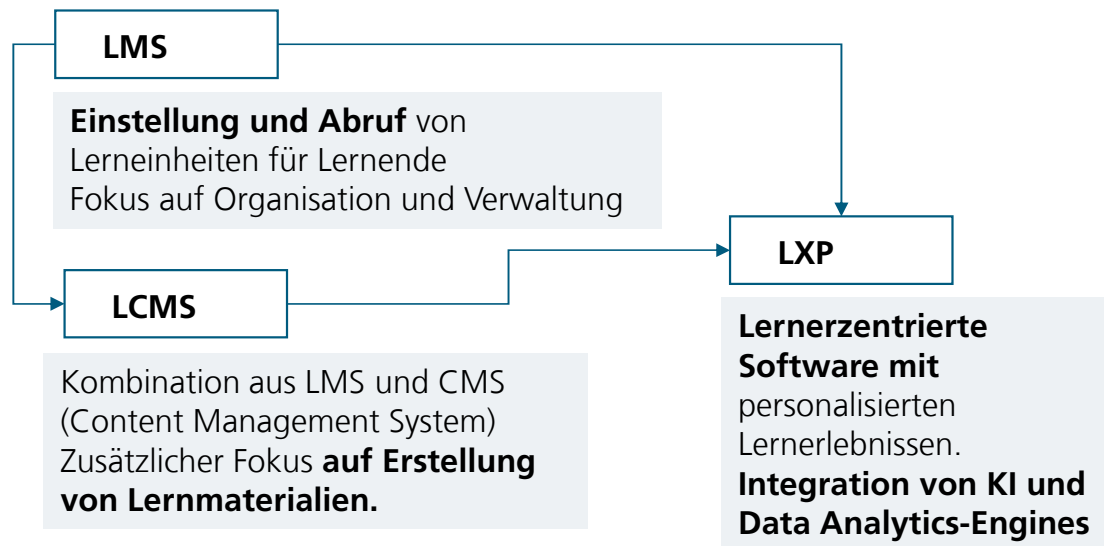 LMS
Einstellung und Abruf von
Lerneinheiten für Lernende
Fokus auf Organisation und Verwaltung
LXP
LCMS
Lernerzentrierte
Software mit
personalisierten
Lernerlebnissen.
Integration von KI und
Data Analytics-Engines
Kombination aus LMS und CMS
(Content Management System)
Zusätzlicher Fokus auf Erstellung
von Lernmaterialien.